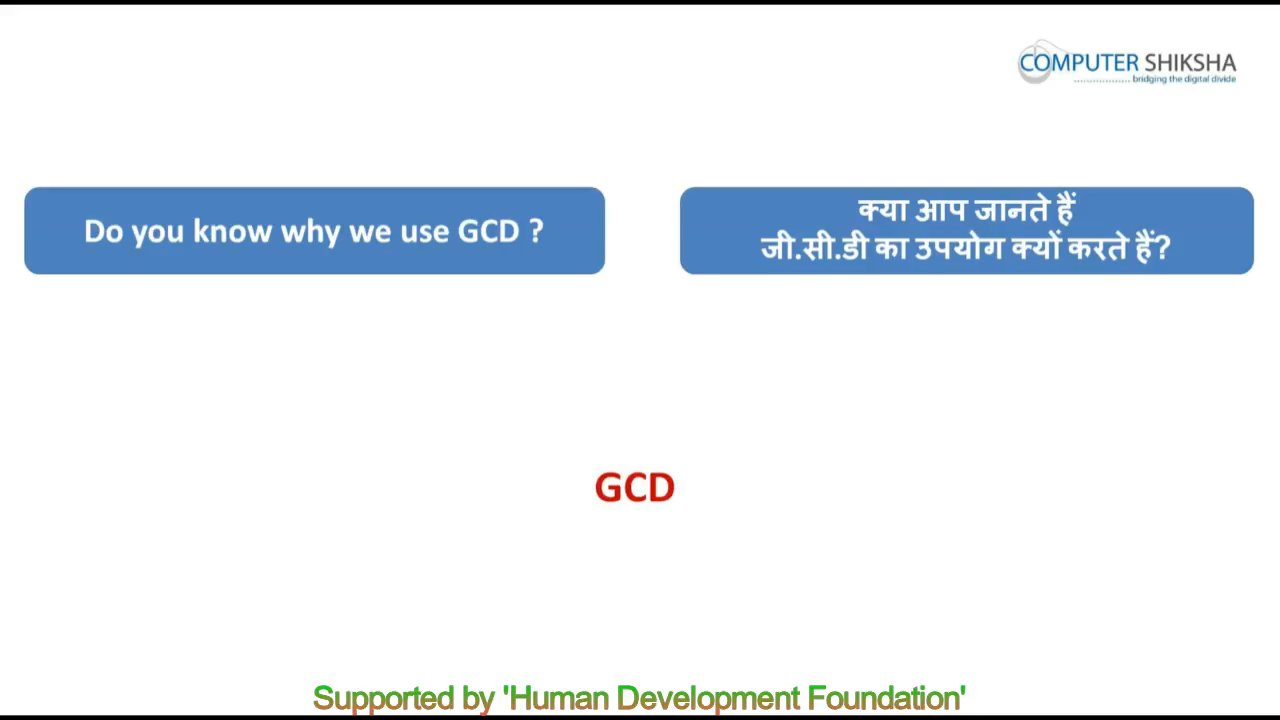 COMPUTER SHIKSHA
bridging the digital divide
Do you know why we use GCD ?
क्या आप जानते हैं
जी.सी.डी का उपयोग क्यों करते हैं?
GCD
Supported by 'Human Development Foundation'